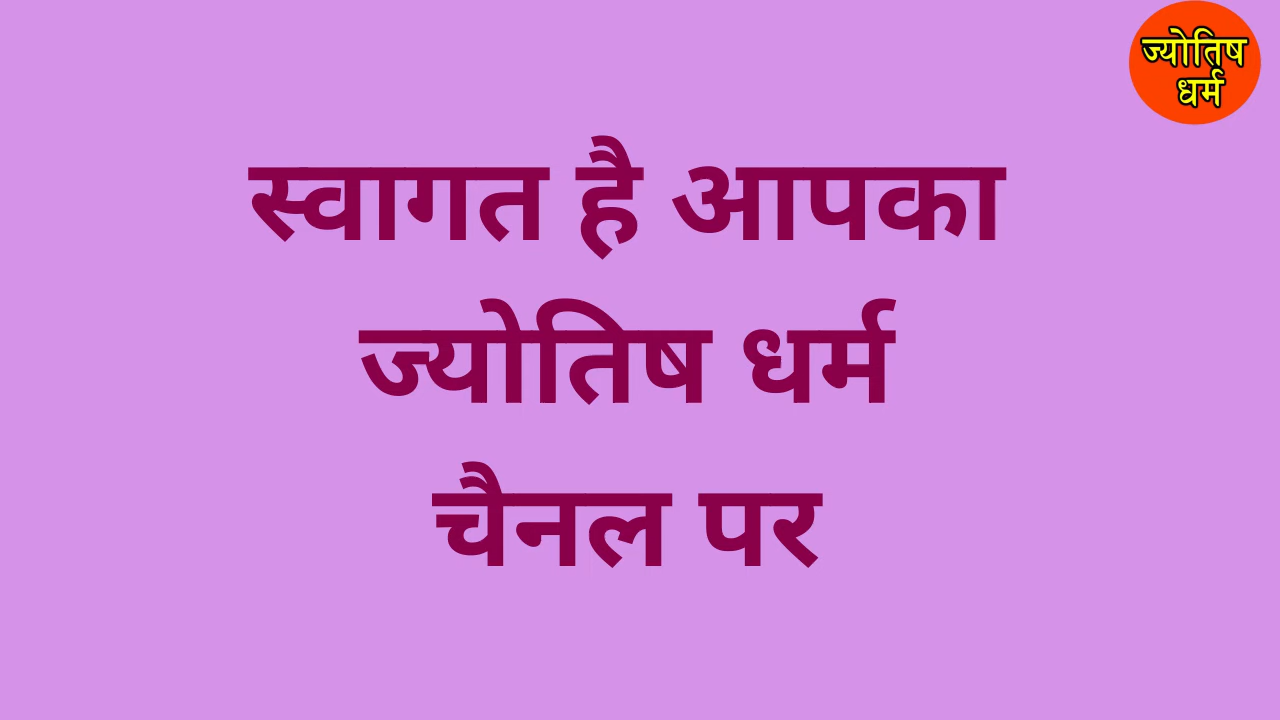 ज्योतिष
धर्म
स्वागत है आपका
ज्योतिष धर्म
चैनल पर